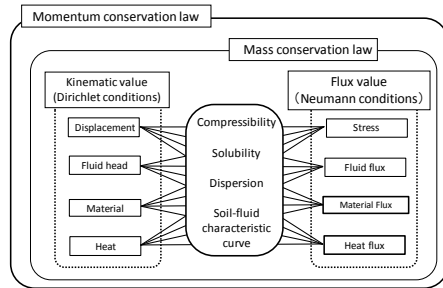 Momentum conservation law
Mass conservation law
Kinematic value
(Dirichlet conditions)
Flux value
(Neumann conditions)
Displacement
Fluid head
Material
Heat
Compressibility
Solubility
Dispersion
Soil-fluid
characteristic
curve
Stress
Fluid flux
Material Flux
Heat flux